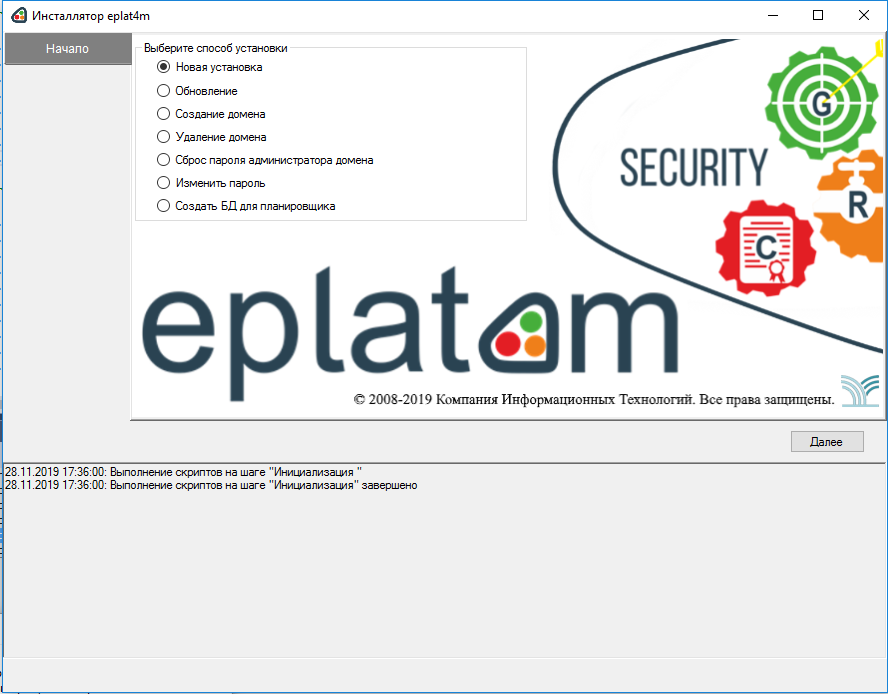 Инсталлятор eplat4m
Начало
Выберите способ установки
Новая установка
Обновление
Создание домена
Удаление домена
Сброс пароля администратора домена
Изменить пароль
Создать БД для планировщика
SECURITY
G
R
C
eplat4m
© 2008-2019 Компания Информационных Технологий. Все права защищены.
Далее
28.11.2019 17:36:00: Выполнение скриптов на шаге "Инициализация "
28.11.2019 17:36:00: Выполнение скриптов на шаге "Инициализация" завершено